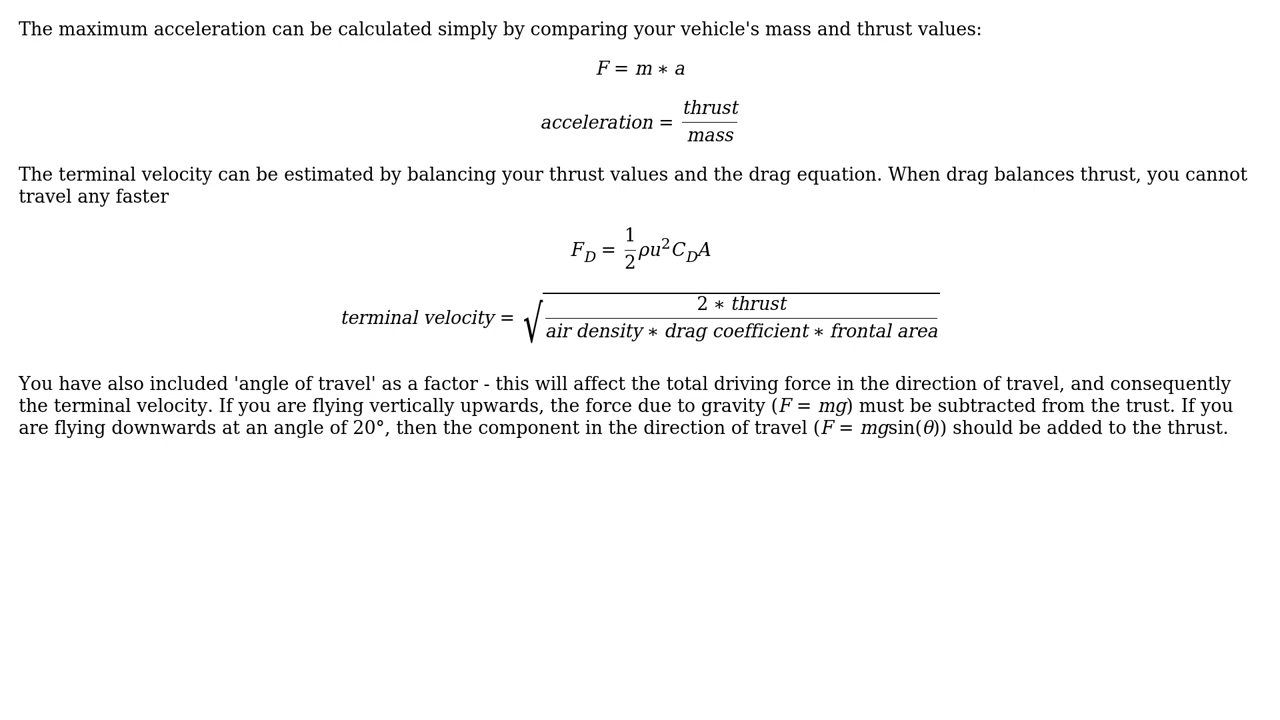 The maximum acceleration can be calculated simply by comparing your vehicle's mass and thrust values:
F = m ∗ a
acceleration = thrust / mass
The terminal velocity can be estimated by balancing your thrust values and the drag equation. When drag balances thrust, you cannot
travel any faster
F_D = 1/2 ρu²C_DA
terminal velocity = √(2 ∗ thrust / air density ∗ drag coefficient ∗ frontal area)
You have also included 'angle of travel' as a factor - this will affect the total driving force in the direction of travel, and consequently
the terminal velocity. If you are flying vertically upwards, the force due to gravity (F = mg) must be subtracted from the trust. If you
are flying downwards at an angle of 20°, then the component in the direction of travel (F = mgsin(θ)) should be added to the thrust.